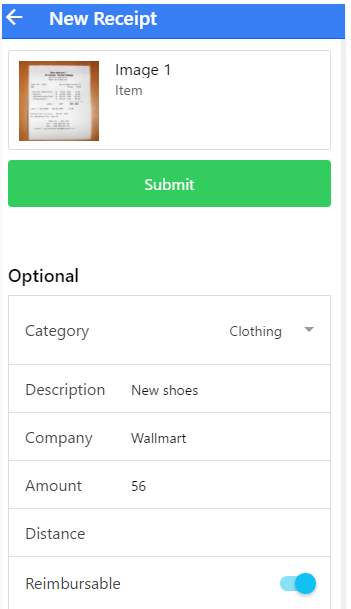 New Receipt
Image 1
Item
Submit
Optional
Category Clothing
Description New shoes
Company Wallmart
Amount 56
Distance
Reimbursable